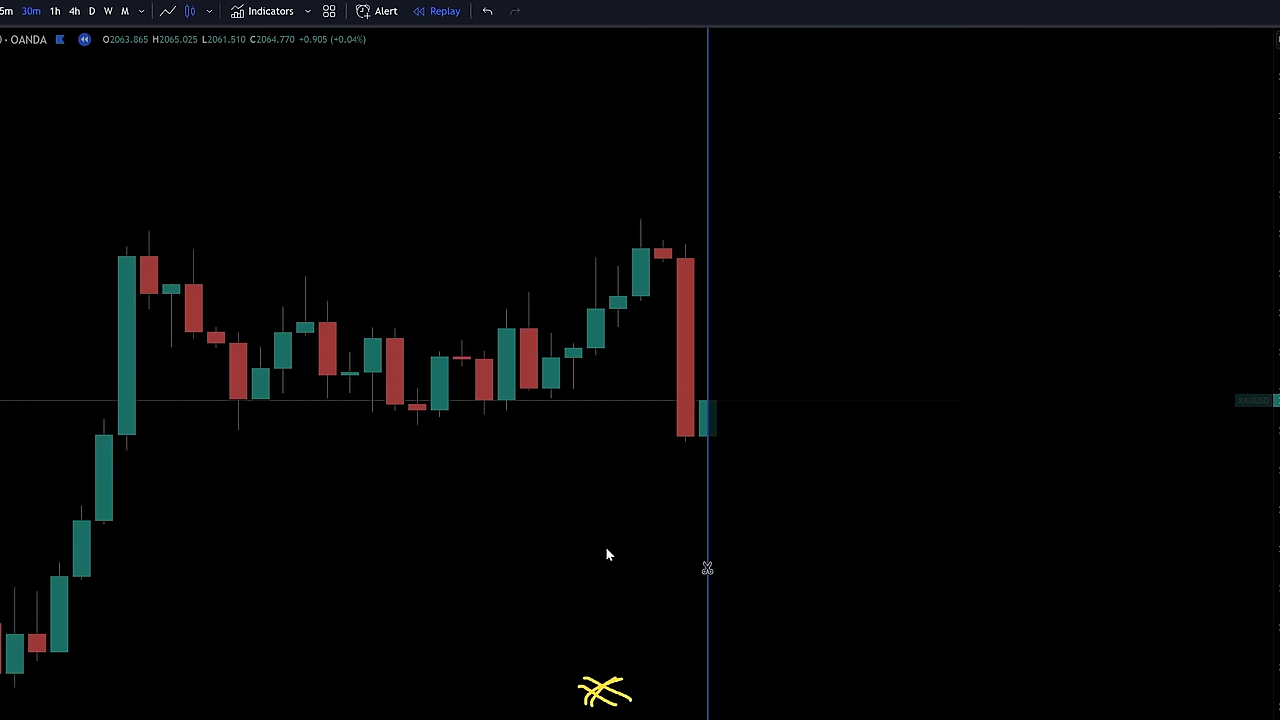 5m 30m 1h 4h D W M Indicators Alert Replay
· OANDA O2063.865 H2065.025 L2061.510 C2064.770 +0.905 (+0.04%)
XAUUSD